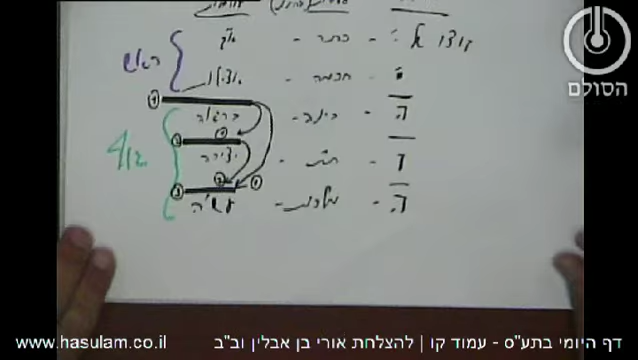 קוצו של י' - כתר - א"ק
י - חכמה - אצילות
ה - בינה - בריאה
ו - ת"ת - יצירה
ה - מלכות - עשיה
ראש
גוף
הסולם
www.hasulam.co.il דף היומי בתע"ס - עמוד קו | להצלחת אורי בן אבלין וב"ב